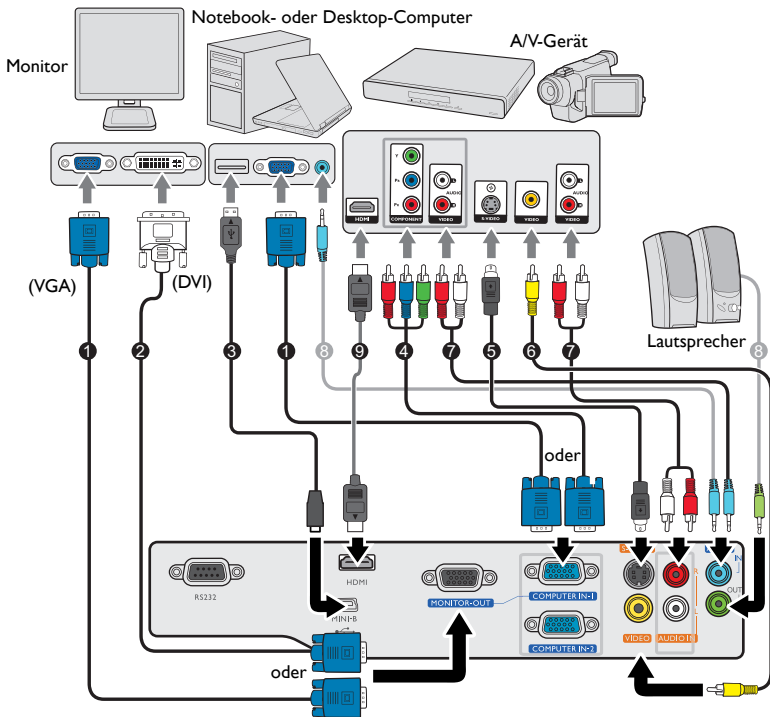 Notebook- oder Desktop-Computer
Monitor
A/V-Gerät
Y
PB
PR
COMPONENT
HDMI
AUDIO
VIDEO
S.VIDEO
VIDEO
AUDIO
VIDEO
(VGA)
(DVI)
Lautsprecher
1
2
3
1
8
9
4
7
5
6
7
8
oder
RS232
HDMI
MINI-B
MONITOR-OUT
COMPUTER IN-1
COMPUTER IN-2
VIDEO
AUDIO IN
R
L
IN
OUT
oder